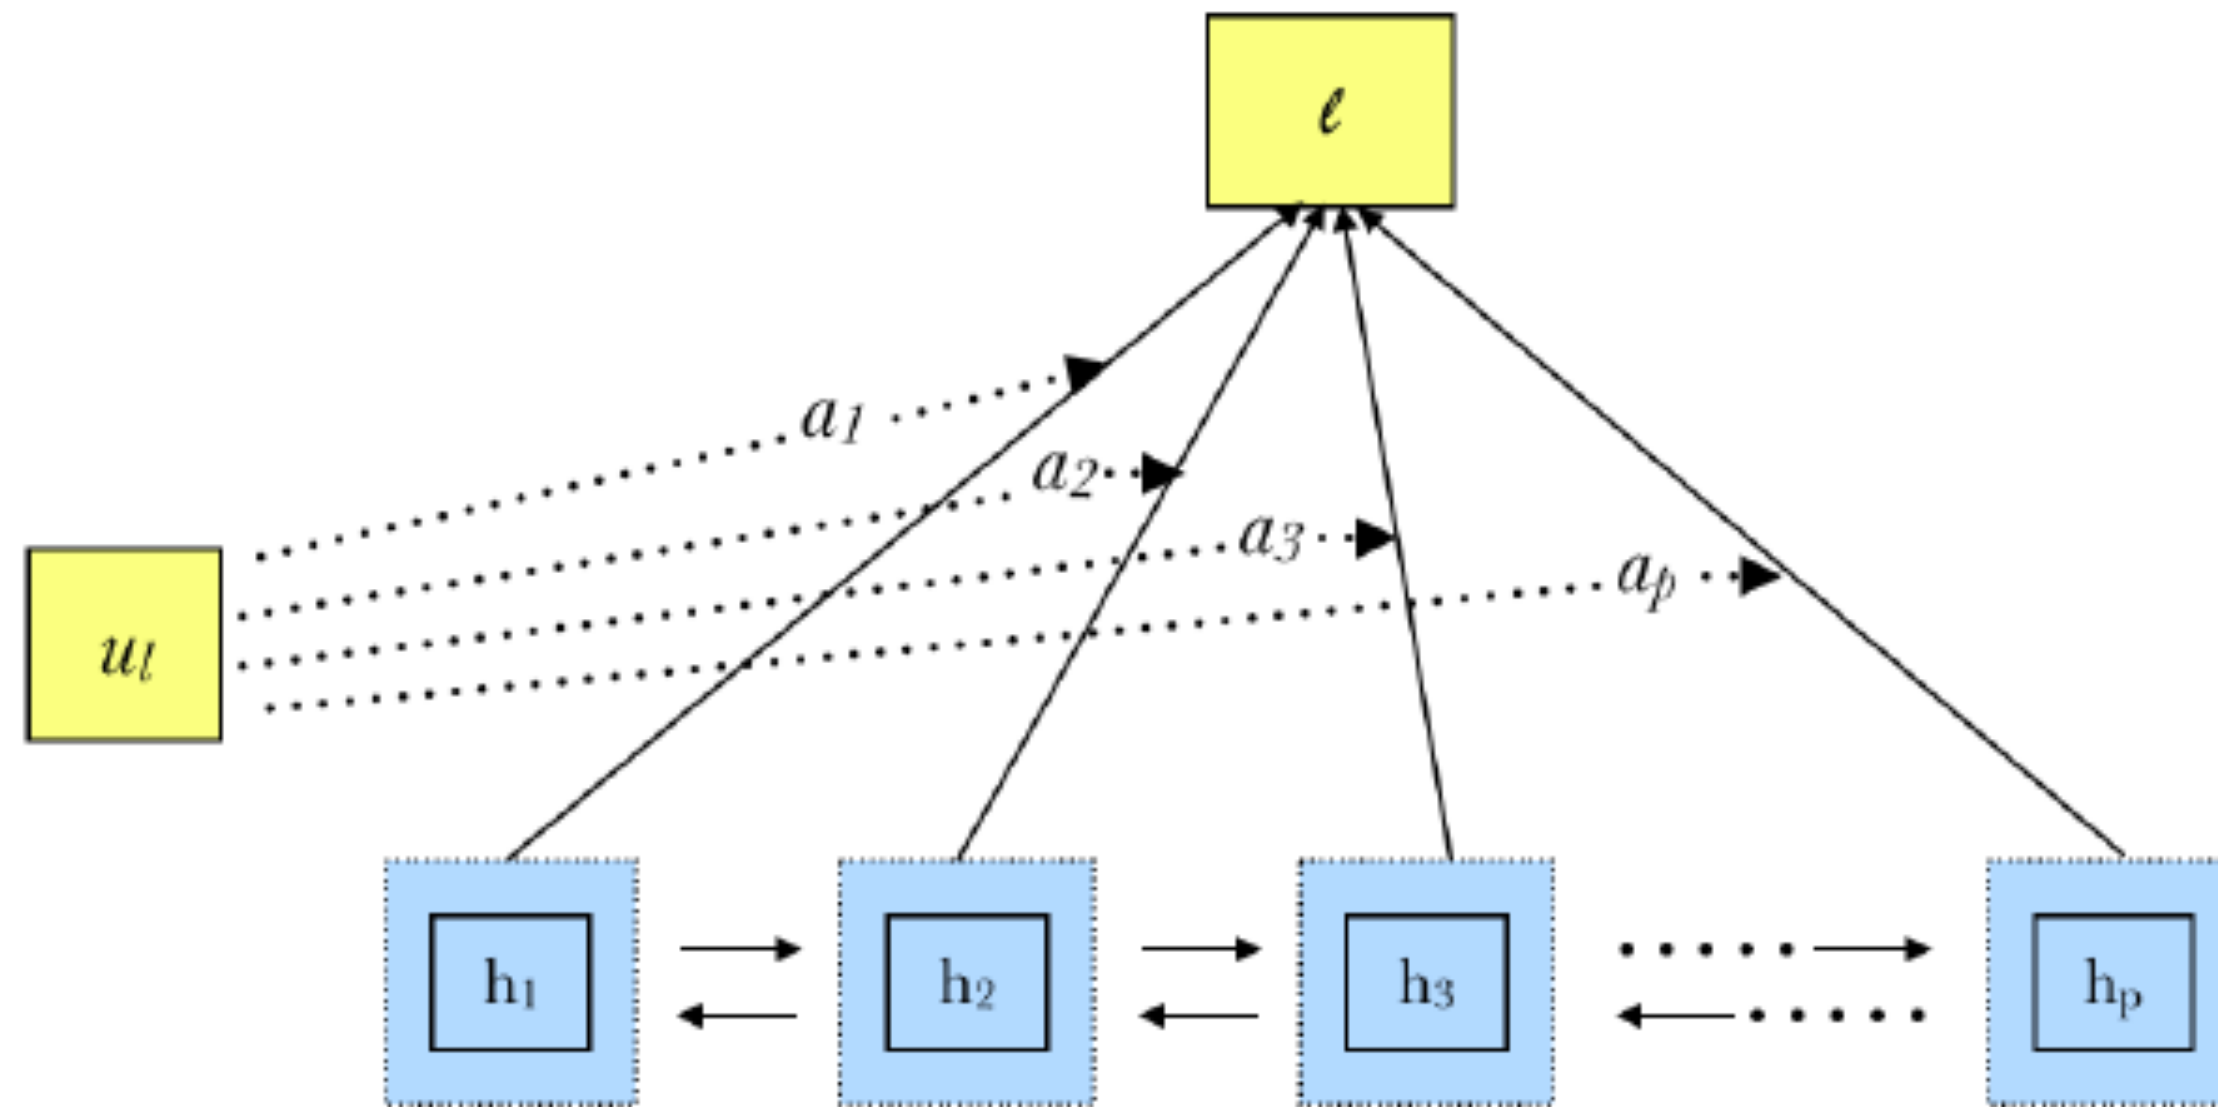 ℓ
a₁
a₂
a₃
aₚ
uₗ
h₁ h₂ h₃ hₚ